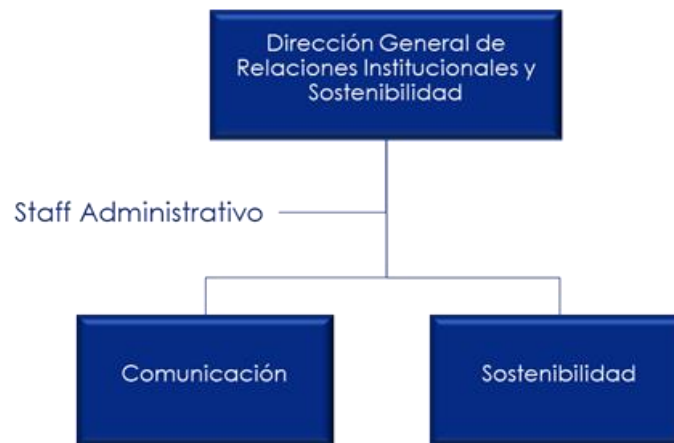 Dirección General de
Relaciones Institucionales y
Sostenibilidad
Staff Administrativo
Comunicación
Sostenibilidad